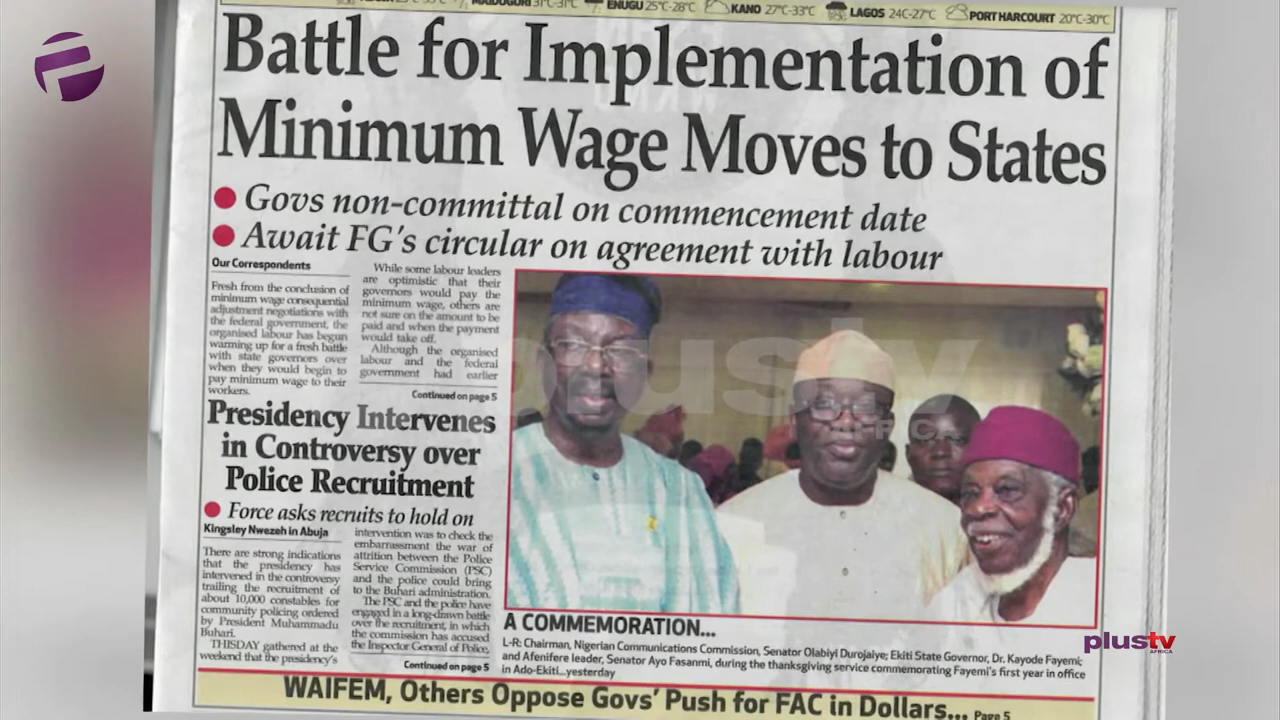 MAIDUGURI 31°C-31°C ENUGU 25°C-28°C KANO 27°C-33°C LAGOS 24C-27°C PORT HARCOURT 20°C-30°C
Battle for Implementation of
Minimum Wage Moves to States
Govs non-committal on commencement date
Await FG's circular on agreement with labour
Our Correspondents
Fresh from the conclusion of
minimum wage consequential
adjustment negotiations with
the federal government, the
organised labour has begun
warming up for a fresh battle
with state governors over
when they would begin to
pay minimum wage to their
workers.
While some labour leaders
are optimistic that their
governors would pay the
minimum wage, others are
not sure on the amount to be
paid and when the payment
would take off.
Although the organised
labour and the federal
government had earlier
Continued on page 5
Presidency Intervenes
in Controversy over
Police Recruitment
Force asks recruits to hold on
Kingsley Nwezeh in Abuja
There are strong indications
that the presidency has
intervened in the controversy
trailing the recruitment of
about 10,000 constables for
community policing ordered
by President Muhammadu
Buhari.
THISDAY gathered at the
weekend that the presidency's
intervention was to check the
embarrassment the war of
attrition between the Police
Service Commission (PSC)
and the police could bring
to the Buhari administration.
The PSC and the police have
engaged in a long-drawn battle
over the recruitment, in which
the commission has accused
the Inspector General of Police,
Continued on page 5
A COMMEMORATION...
L-R: Chairman, Nigerian Communications Commission, Senator Olabiyi Durojaiye; Ekiti State Governor, Dr. Kayode Fayemi;
and Afenifere leader, Senator Ayo Fasanmi, during the thanksgiving service commemorating Fayemi's first year in office
in Ado-Ekiti...yesterday
WAIFEM, Others Oppose Govs' Push for FAC in Dollars... Page 5
plustv
AFRICA
plustv
AFRICA